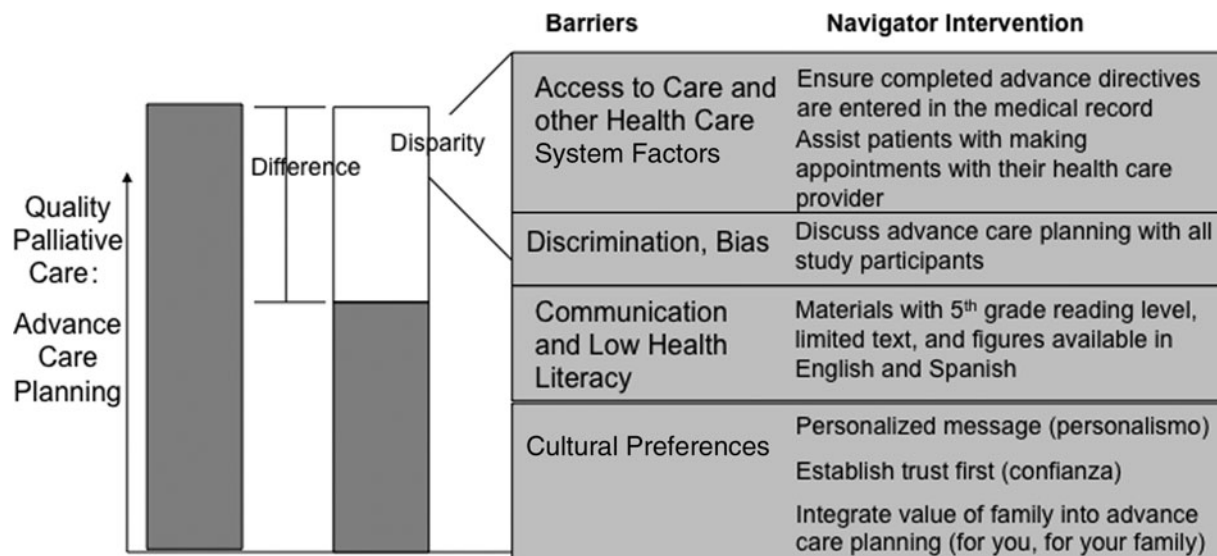 Barriers
Navigator Intervention
Quality
Palliative
Care:
Advance
Care
Planning
Difference
Disparity
Access to Care and
other Health Care
System Factors
Ensure completed advance directives
are entered in the medical record
Assist patients with making
appointments with their health care
provider
Discrimination, Bias
Discuss advance care planning with all
study participants
Communication
and Low Health
Literacy
Materials with 5th grade reading level,
limited text, and figures available in
English and Spanish
Cultural Preferences
Personalized message (personalismo)
Establish trust first (confianza)
Integrate value of family into advance
care planning (for you, for your family)